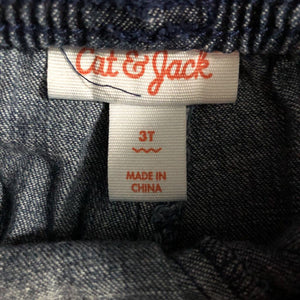 Cat & Jack
3T
MADE IN
CHINA